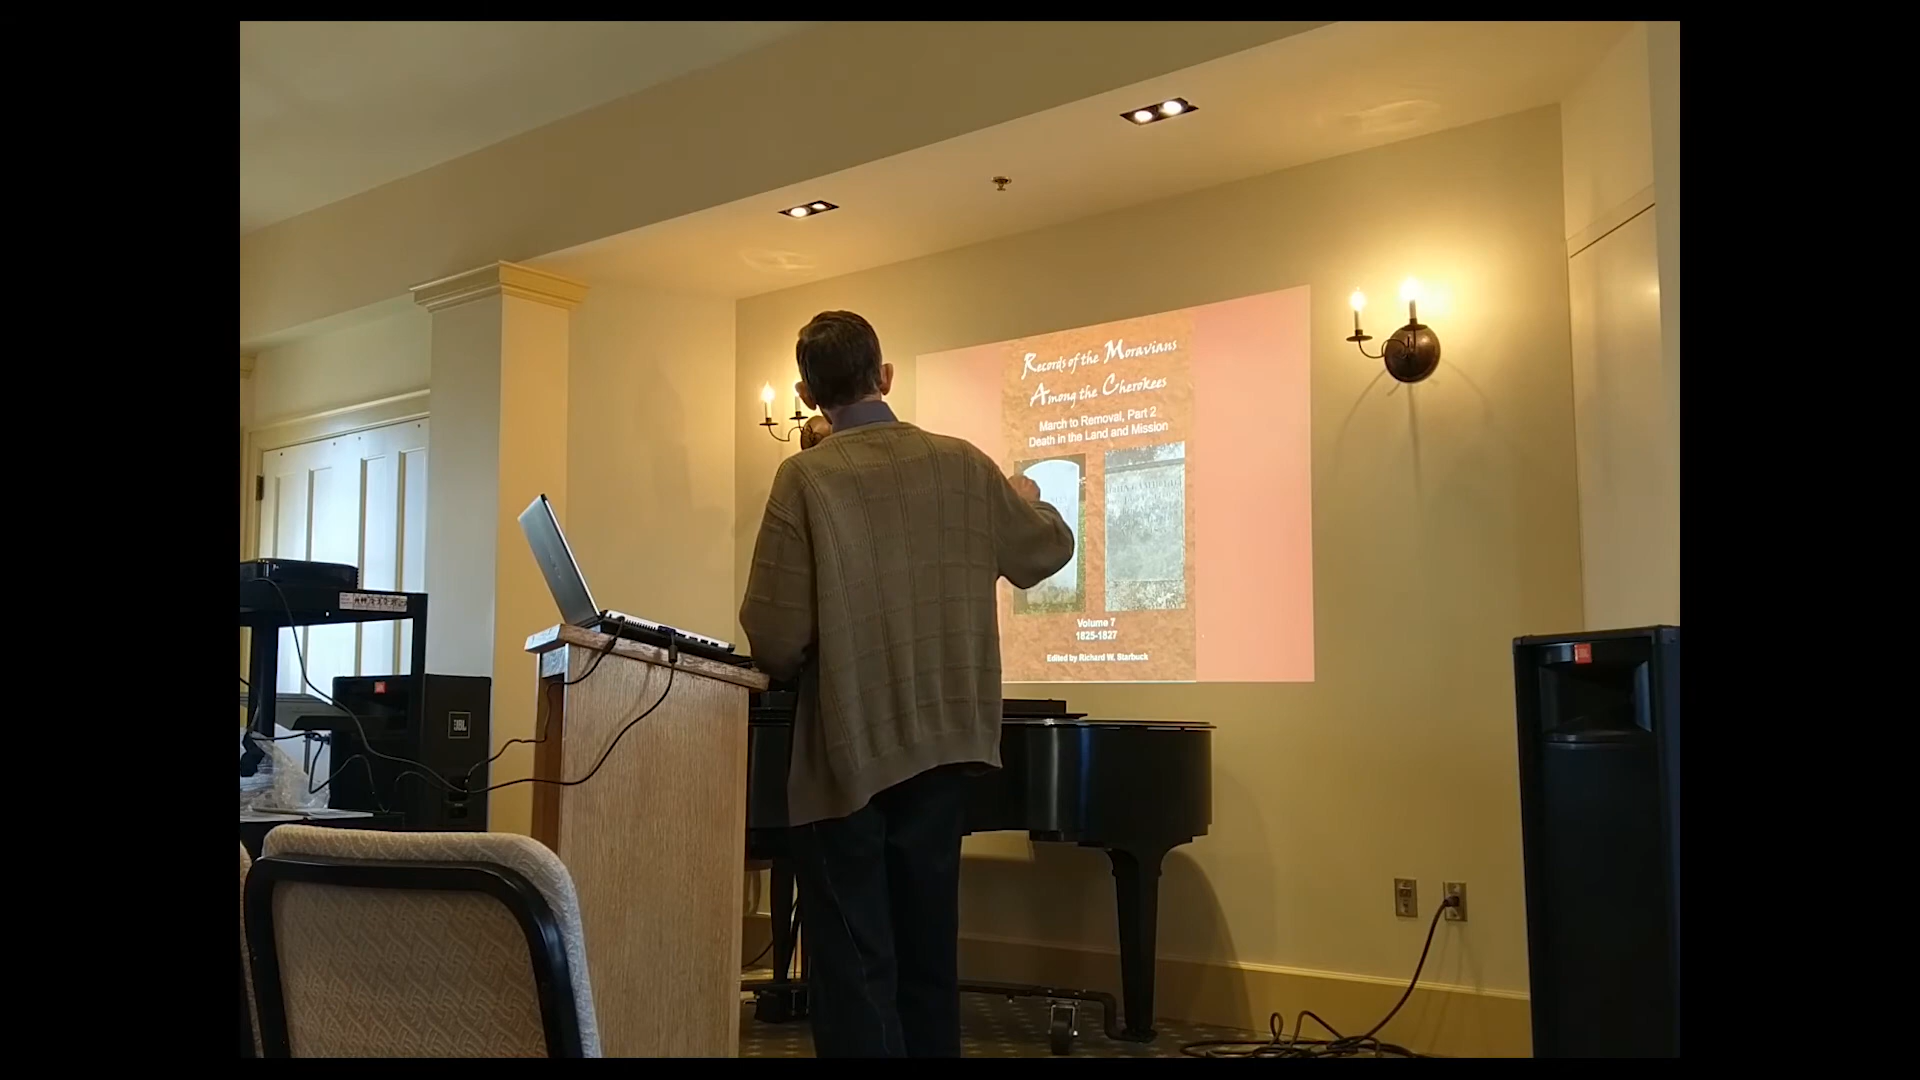 Records of the Moravians
Among the Cherokees
March to Removal, Part 2
Death in the Land and Mission
Volume 7
1825-1827
Edited by Richard W. Starbuck
JBL